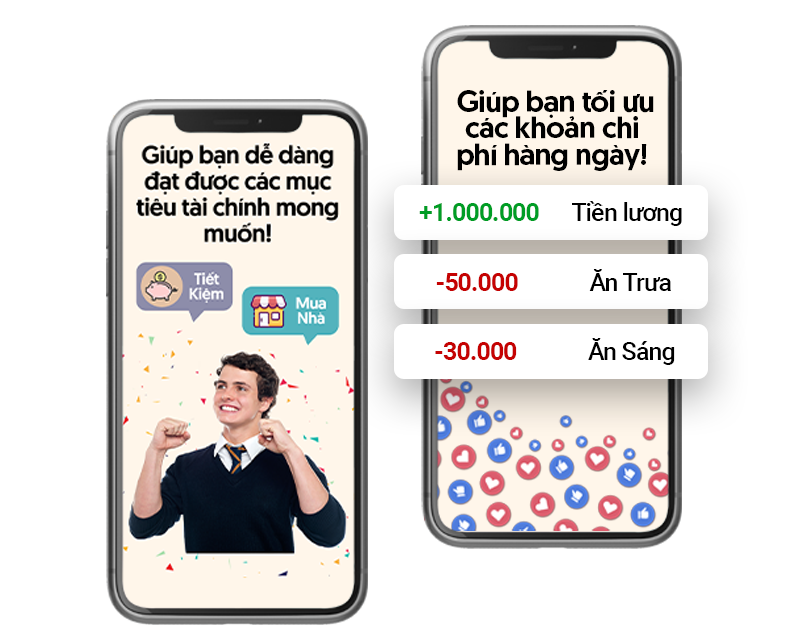 Giúp bạn dễ dàng
đạt được các mục
tiêu tài chính mong
muốn!
Tiết
Kiệm
Mua
Nhà
Giúp bạn tối ưu
các khoản chi
phí hàng ngày!
+1.000.000 Tiền lương
-50.000 Ăn Trưa
-30.000 Ăn Sáng